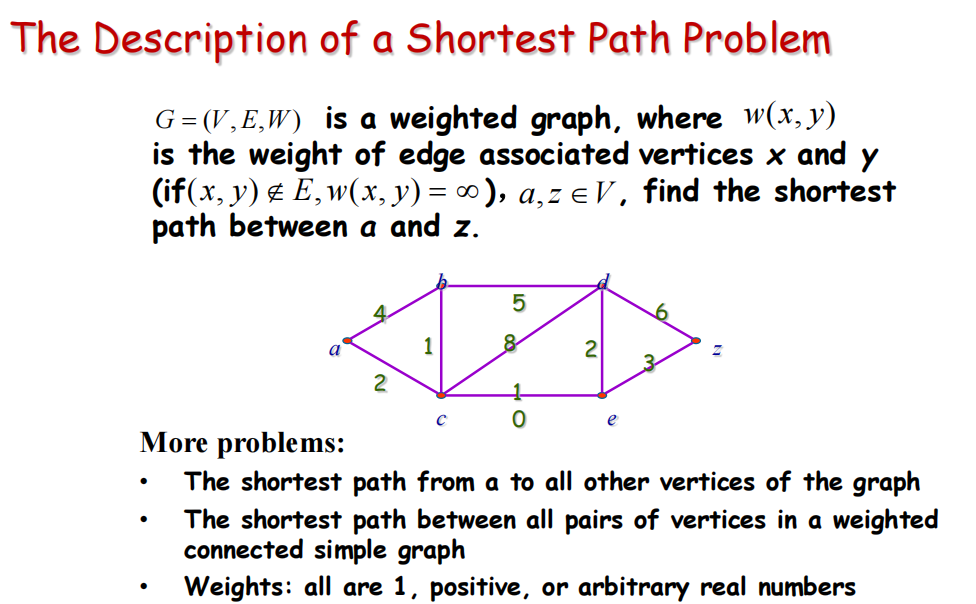 The Description of a Shortest Path Problem
G = (V, E, W) is a weighted graph, where w(x, y)
is the weight of edge associated vertices x and y
(if (x, y) ∉ E, w(x, y) = ∞), a, z ∈ V, find the shortest
path between a and z.
b d
5
4 6
a 1 8 2 z
3
2
1
0
c e
More problems:
• The shortest path from a to all other vertices of the graph
• The shortest path between all pairs of vertices in a weighted
connected simple graph
• Weights: all are 1, positive, or arbitrary real numbers